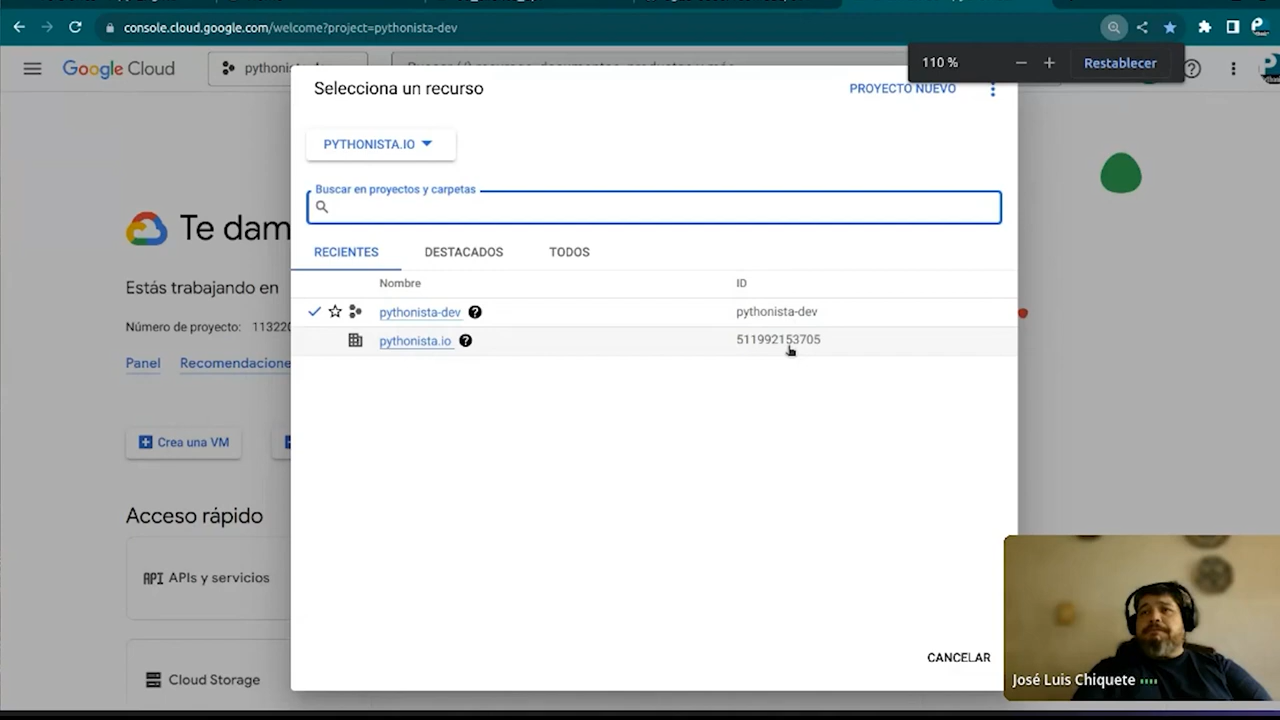 console.cloud.google.com/welcome?project=pythonista-dev
110 %
Restablecer
Google Cloud
Selecciona un recurso
PROYECTO NUEVO
PYTHONISTA.IO
Buscar en proyectos y carpetas
RECIENTES DESTACADOS TODOS
Nombre ID
pythonista-dev pythonista-dev
pythonista.io 511992153705
Te dam
Estás trabajando en
Número de proyecto: 11322
Panel Recomendacione
Crea una VM
Acceso rápido
API APIs y servicios
Cloud Storage
CANCELAR
José Luis Chiquete